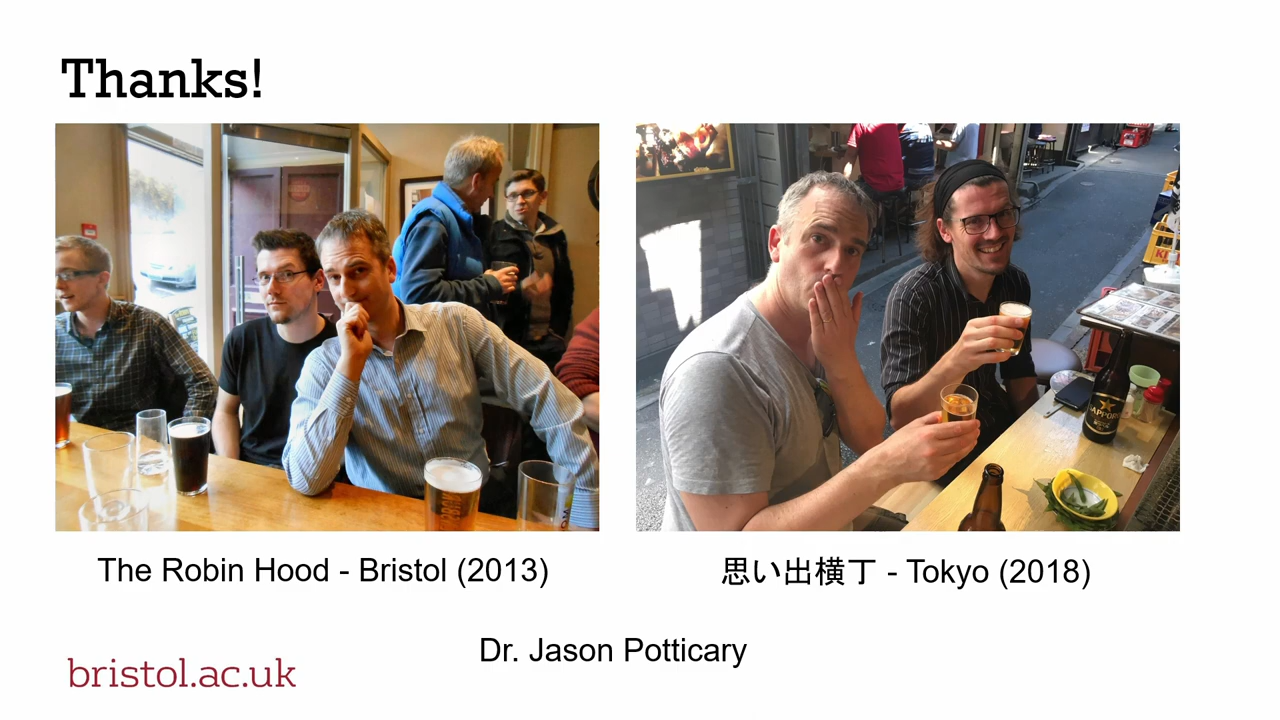 Thanks!
The Robin Hood - Bristol (2013)
思い出横丁 - Tokyo (2018)
SAPPORO
Dr. Jason Potticary
bristol.ac.uk